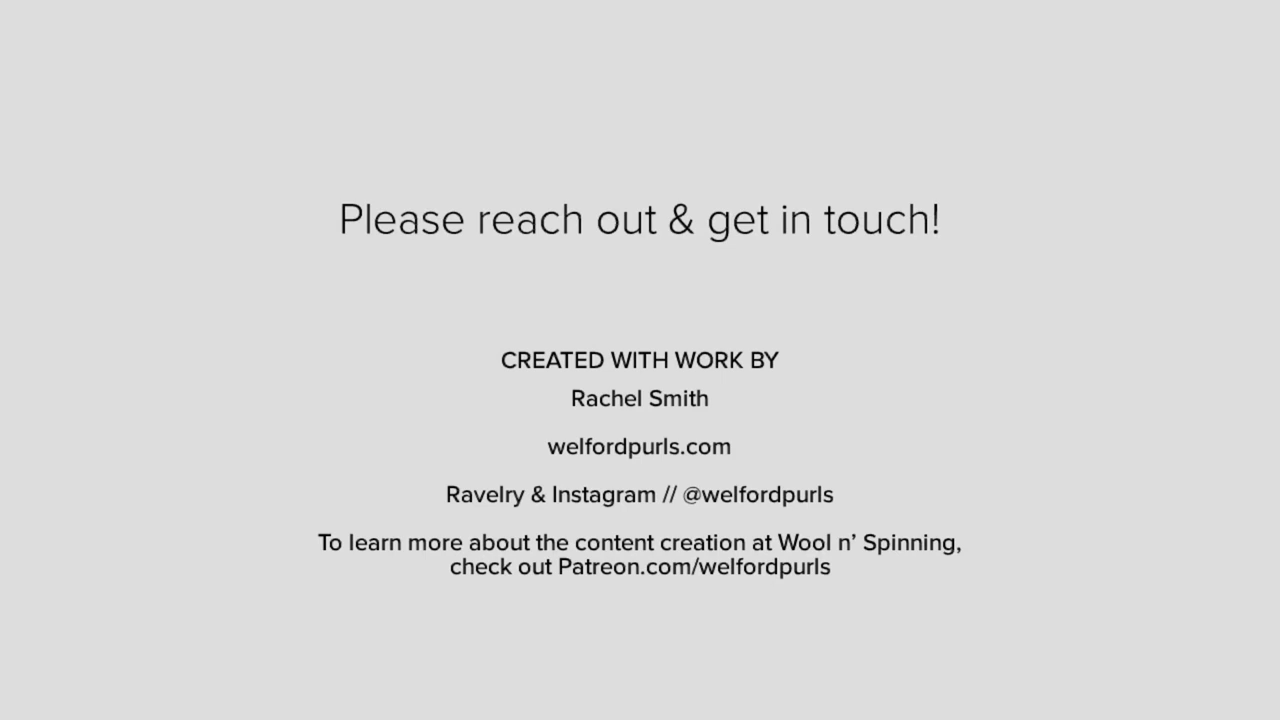 Please reach out & get in touch!
CREATED WITH WORK BY
Rachel Smith
welfordpurls.com
Ravelry & Instagram // @welfordpurls
To learn more about the content creation at Wool n’ Spinning,
check out Patreon.com/welfordpurls